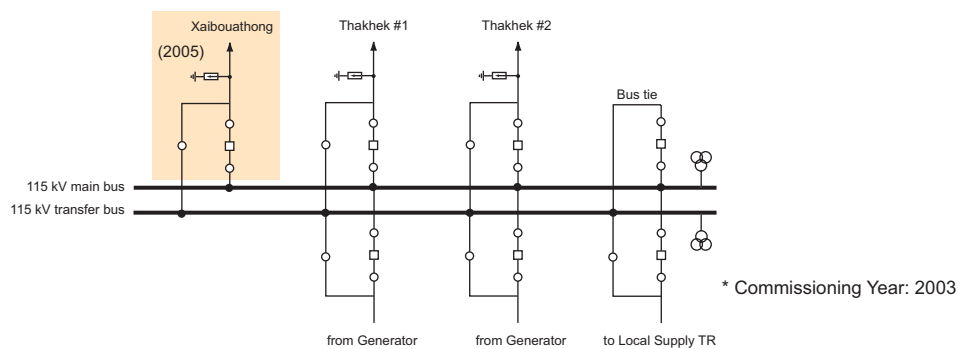 Xaibouathong
Thakhek #1
Thakhek #2
(2005)
Bus tie
115 kV main bus
115 kV transfer bus
* Commissioning Year: 2003
from Generator
from Generator
to Local Supply TR